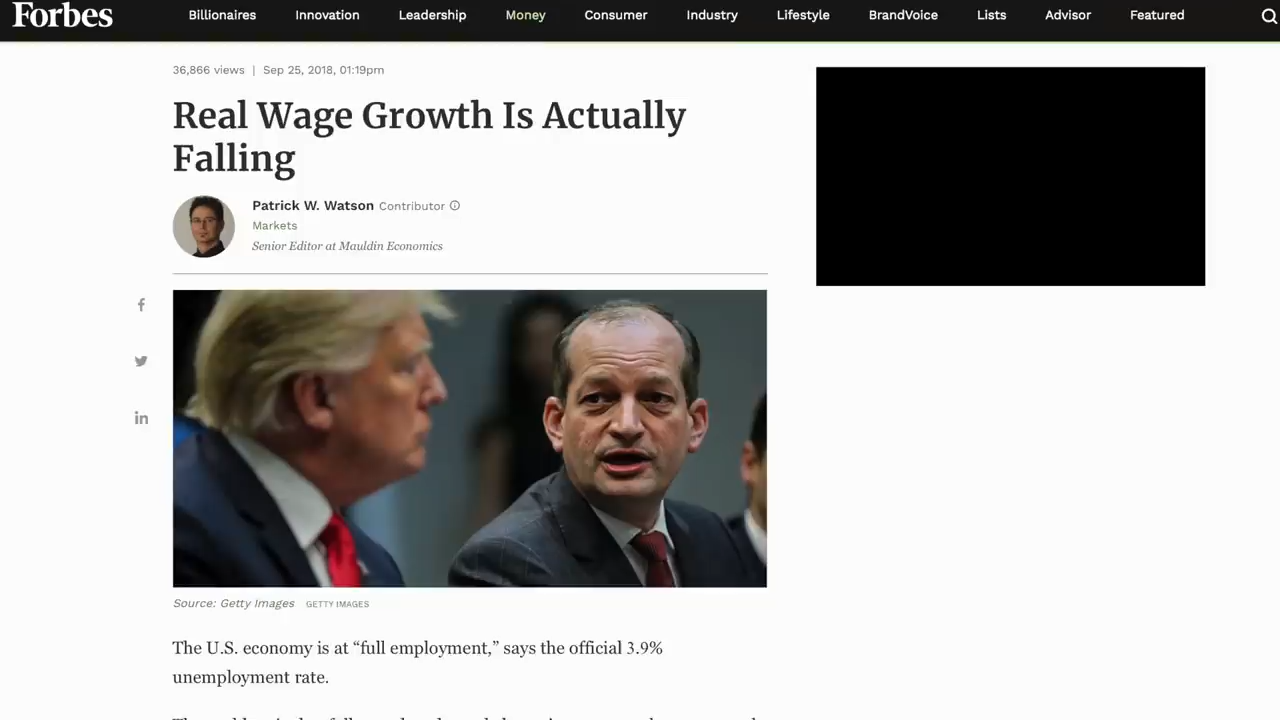 Forbes
Billionaires Innovation Leadership Money Consumer Industry Lifestyle BrandVoice Lists Advisor Featured
36,866 views | Sep 25, 2018, 01:19pm
Real Wage Growth Is Actually
Falling
Patrick W. Watson Contributor
Markets
Senior Editor at Mauldin Economics
Source: Getty Images GETTY IMAGES
The U.S. economy is at “full employment,” says the official 3.9%
unemployment rate.